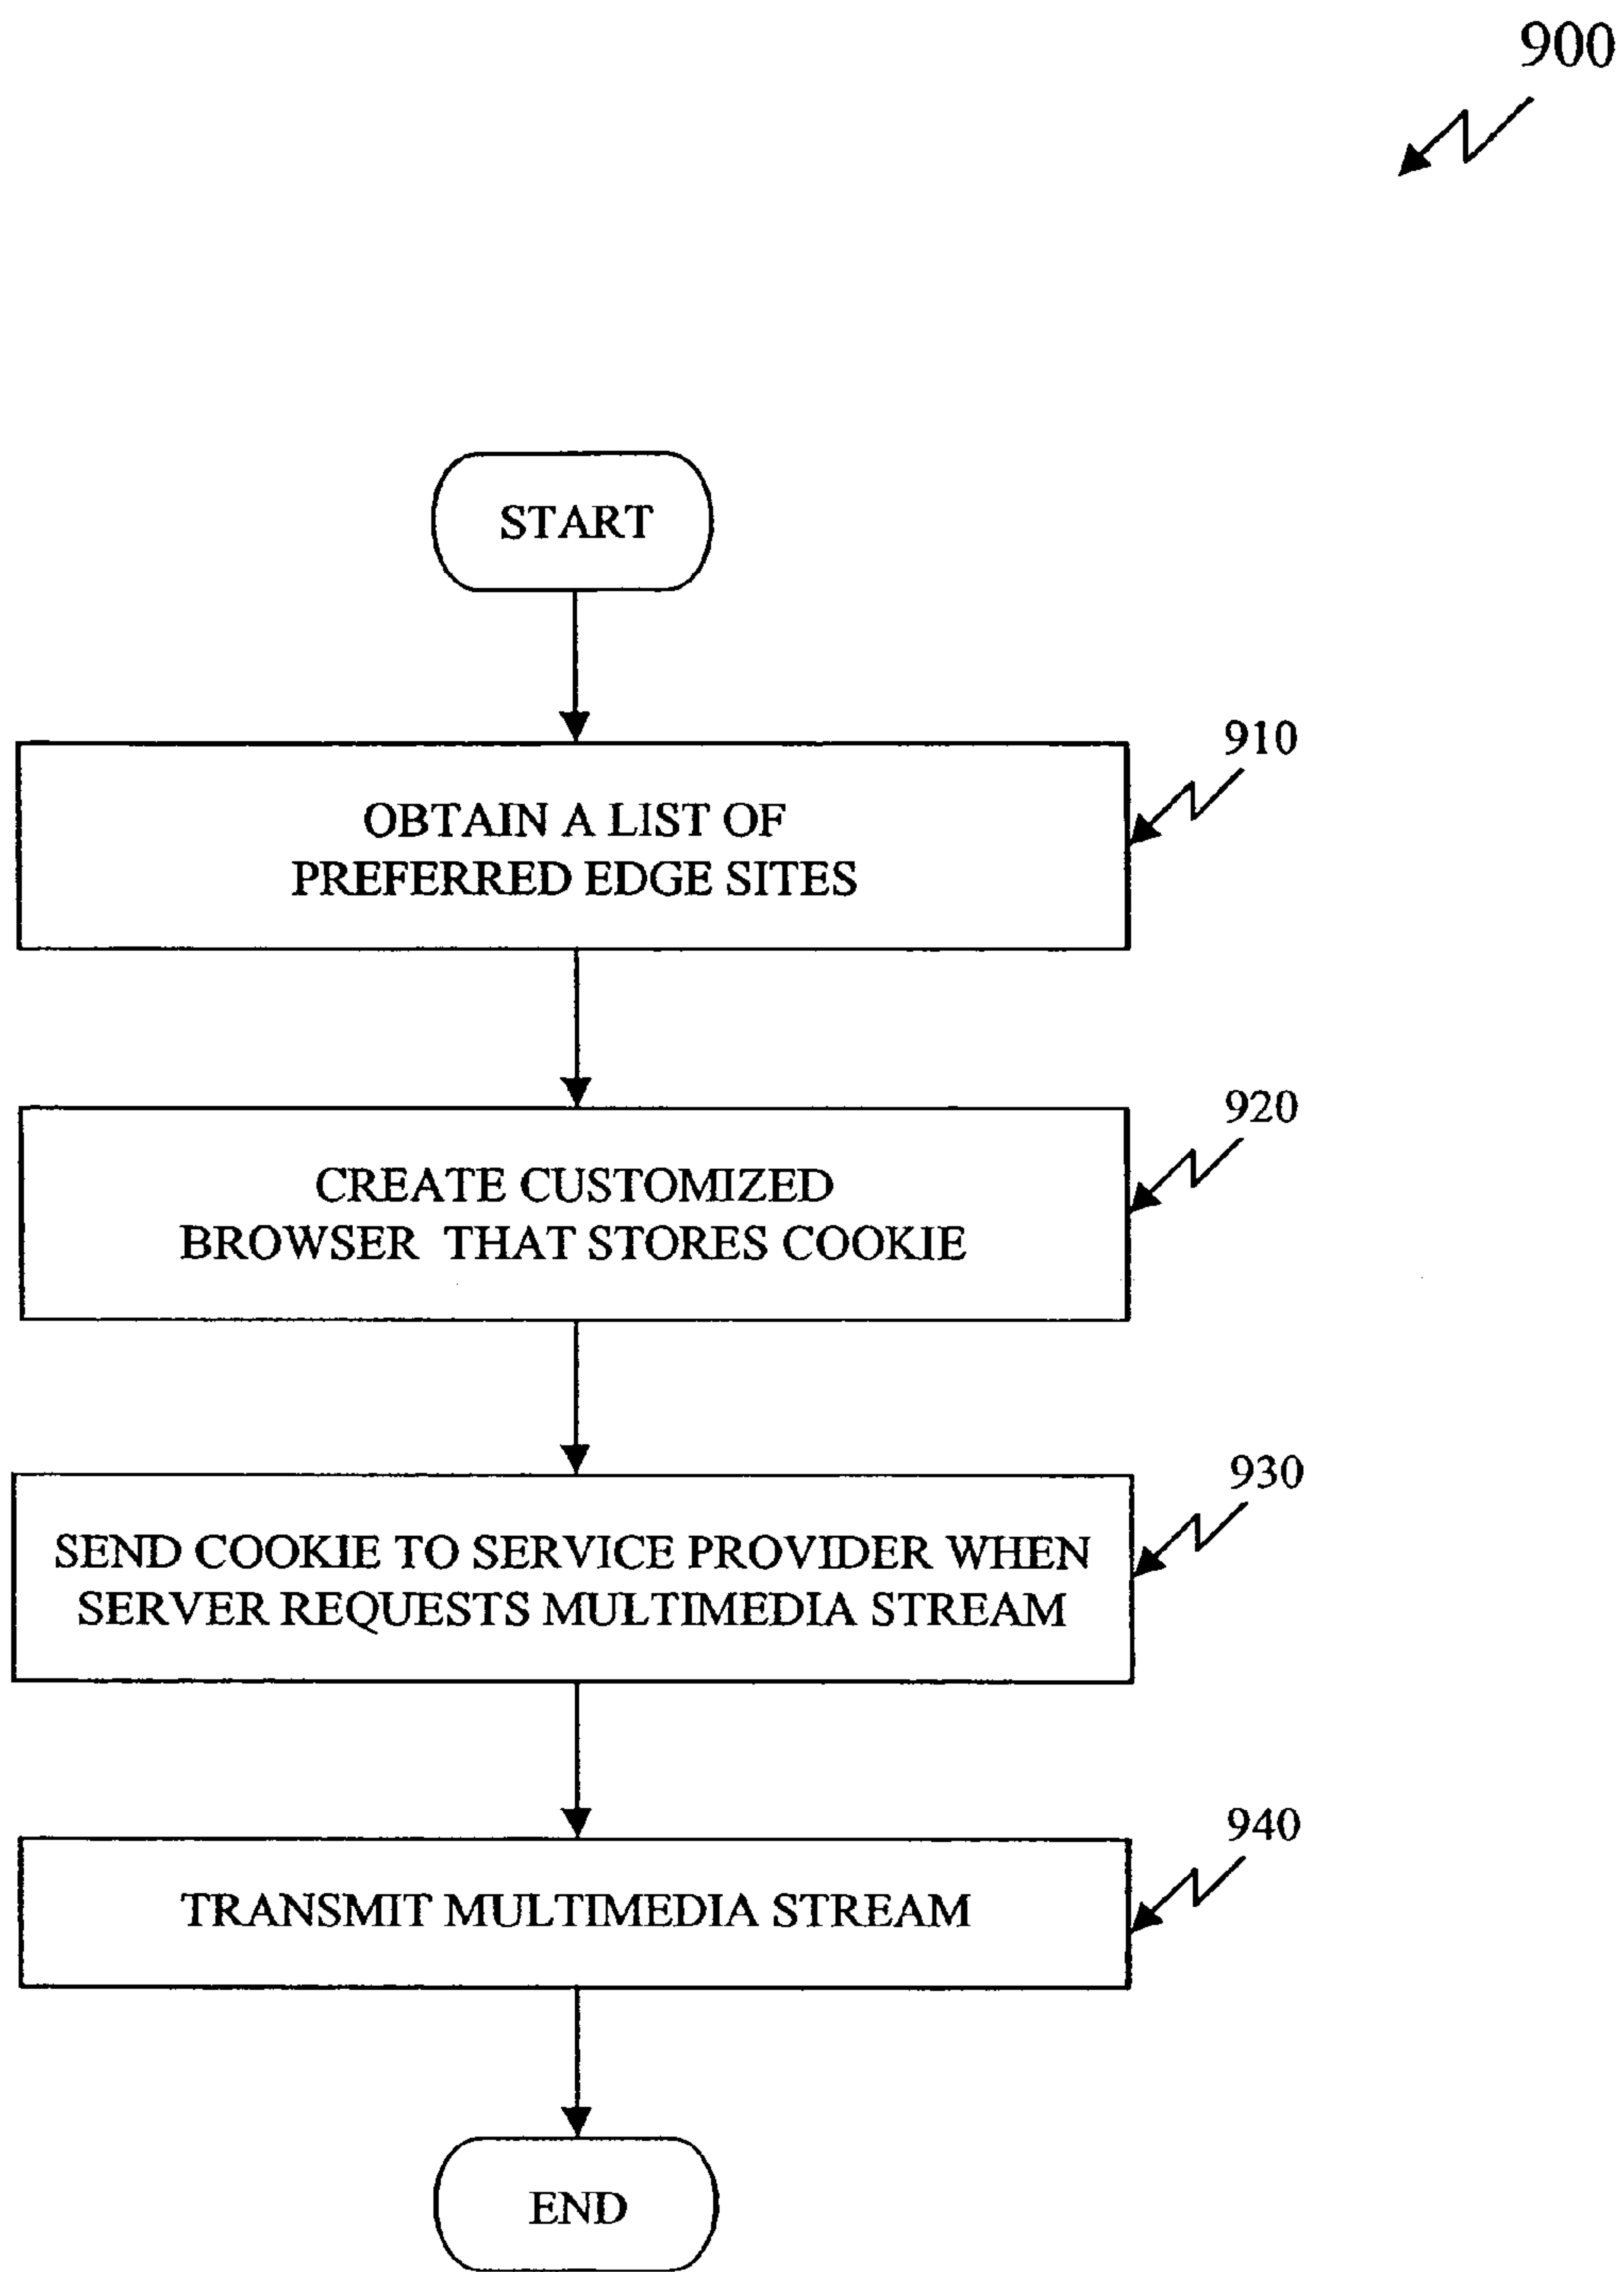 900
START
910
OBTAIN A LIST OF
PREFERRED EDGE SITES
920
CREATE CUSTOMIZED
BROWSER THAT STORES COOKIE
930
SEND COOKIE TO SERVICE PROVIDER WHEN
SERVER REQUESTS MULTIMEDIA STREAM
940
TRANSMIT MULTIMEDIA STREAM
END